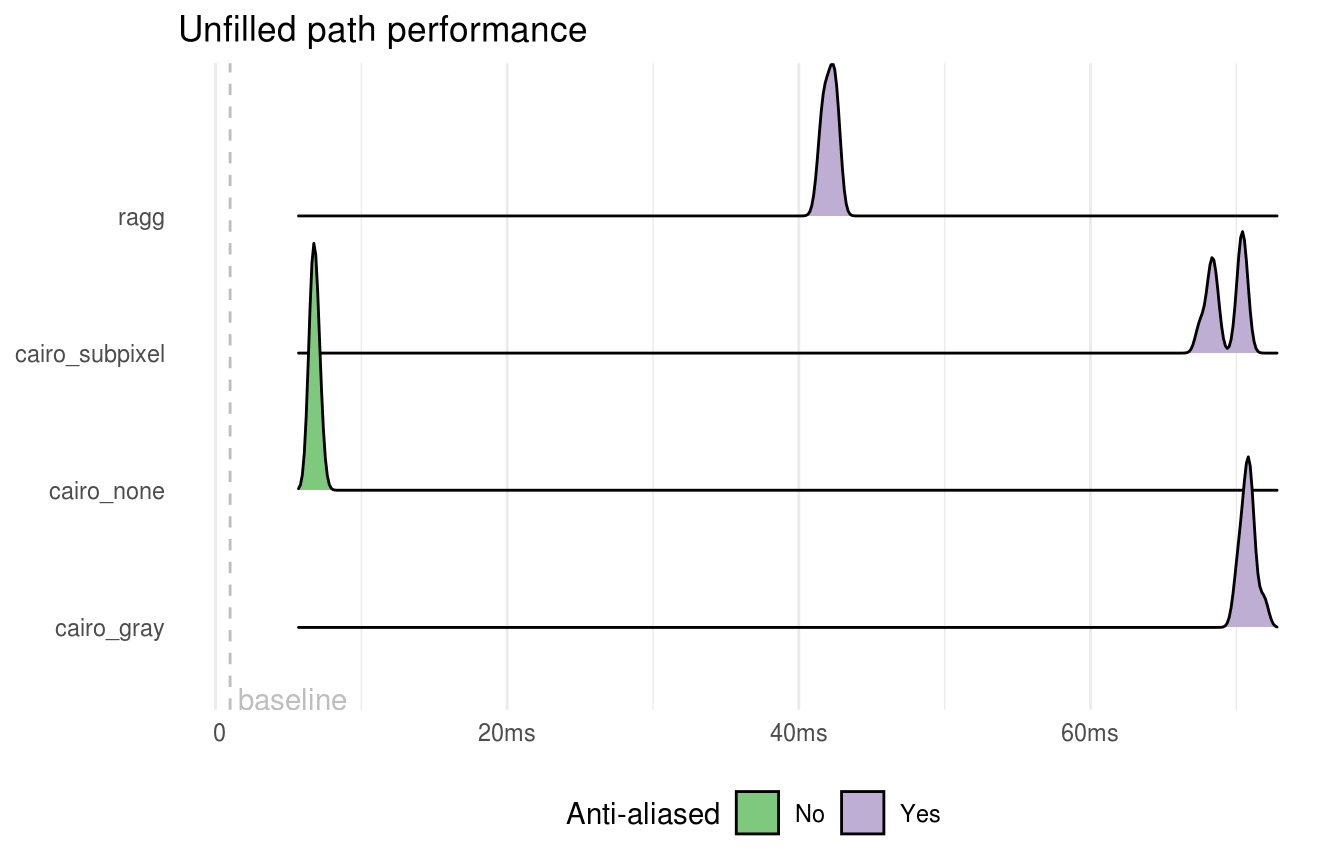 Unfilled path performance
ragg
cairo_subpixel
cairo_none
cairo_gray
baseline
0 20ms 40ms 60ms
Anti-aliased No Yes